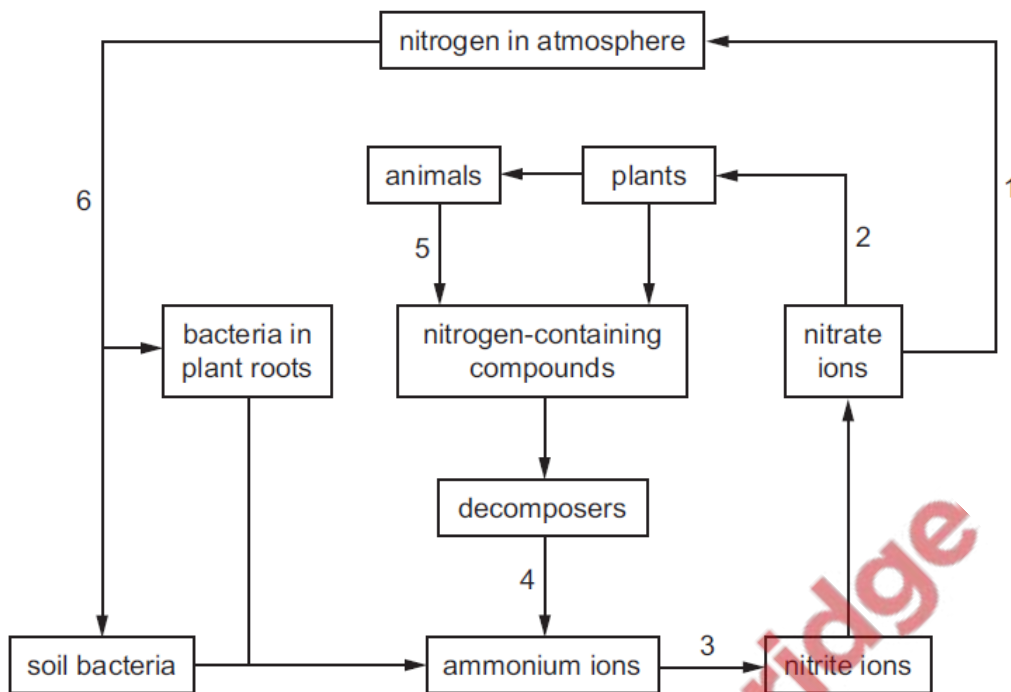 nitrogen in atmosphere
1
animals
plants
6
5
2
bacteria in
plant roots
nitrogen-containing
compounds
nitrate
ions
decomposers
4
soil bacteria
ammonium ions
3
nitrite ions
ridge